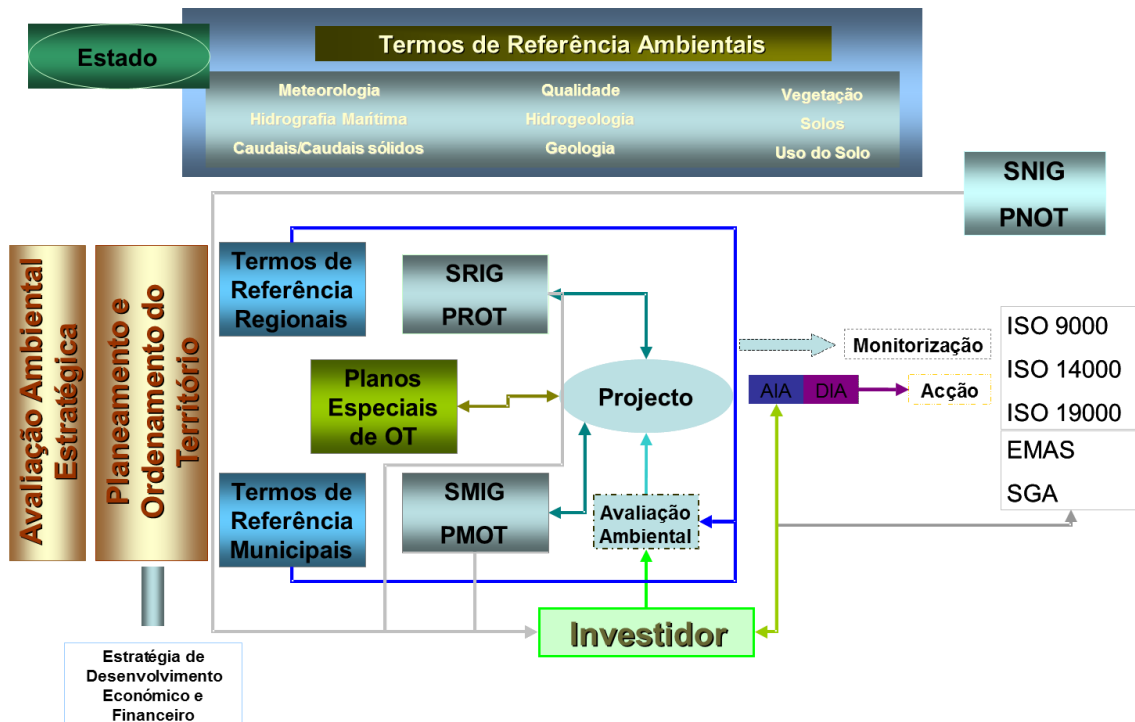 Estado
Termos de Referência Ambientais
Meteorologia
Hidrografia Marítima
Caudais/Caudais sólidos
Qualidade
Hidrogeologia
Geologia
Vegetação
Solos
Uso do Solo
SNIG
PNOT
Avaliação Ambiental
Estratégica
Planeamento e
Ordenamento do
Território
Termos de
Referência
Regionais
SRIG
PROT
Planos
Especiais
de OT
Projecto
Termos de
Referência
Municipais
SMIG
PMOT
Avaliação
Ambiental
Monitorização
AIA
DIA
Acção
ISO 9000
ISO 14000
ISO 19000
EMAS
SGA
Investidor
Estratégia de
Desenvolvimento
Económico e
Financeiro